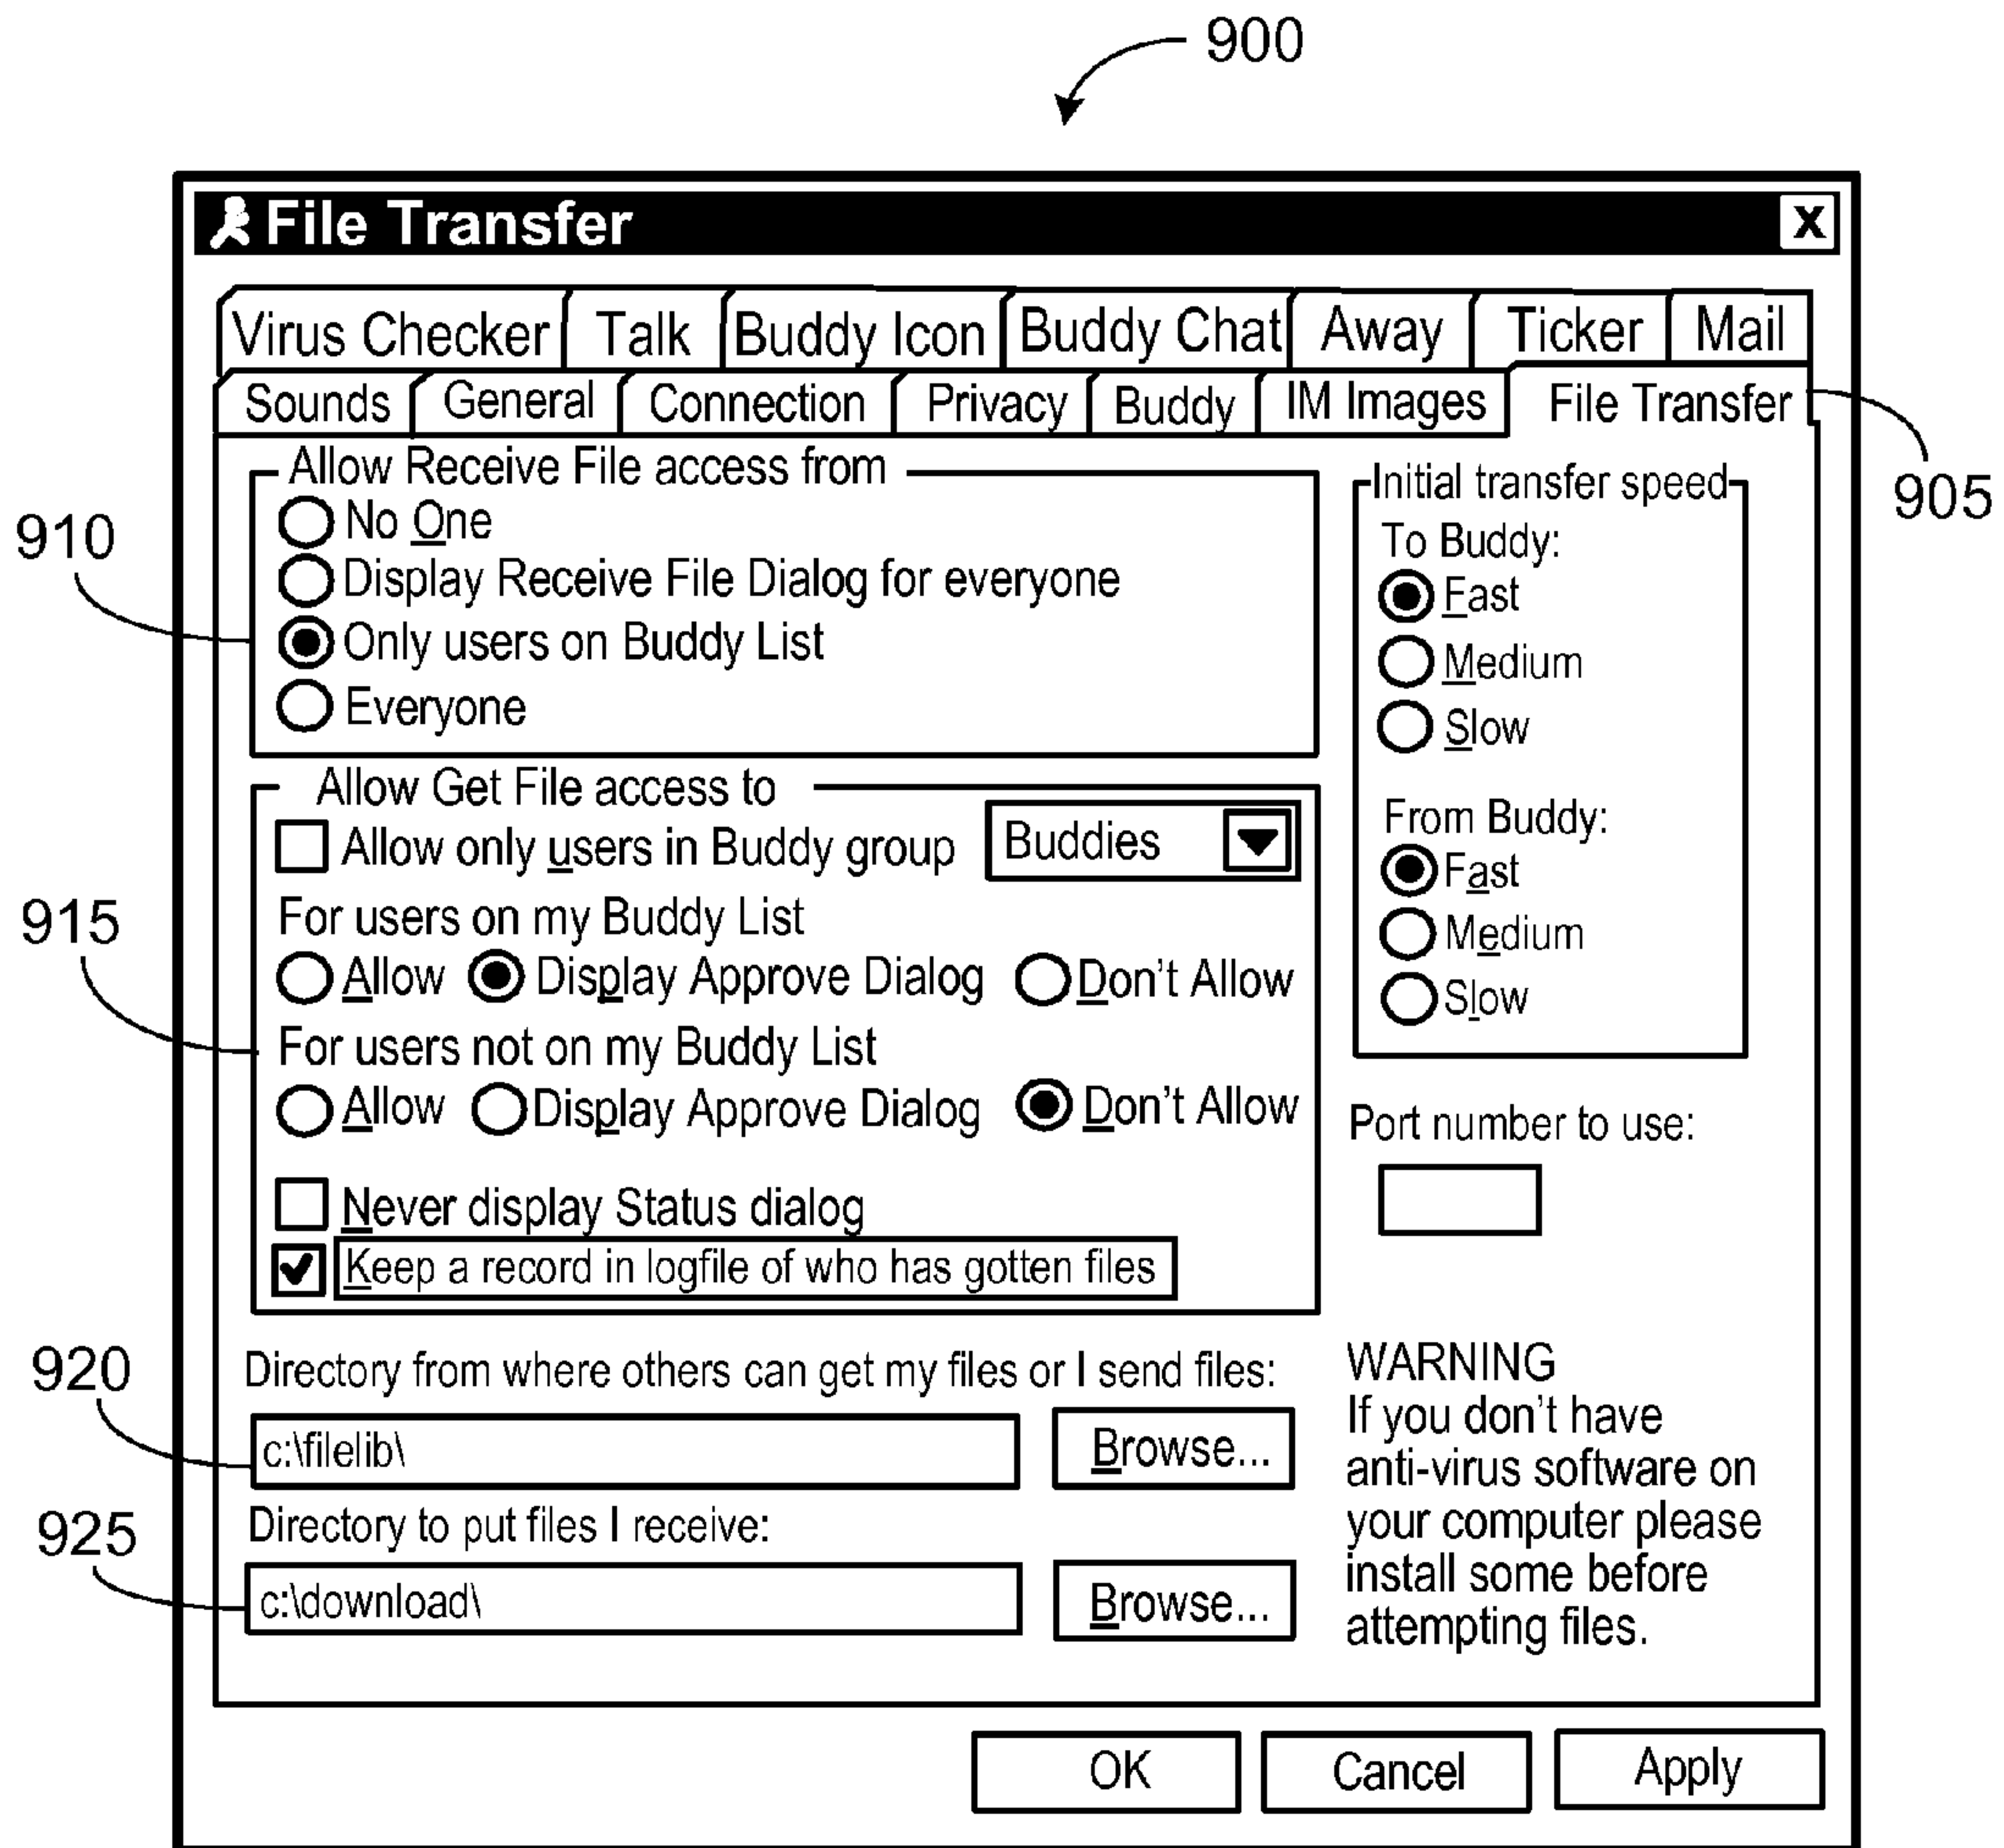 900
File Transfer
X
Virus Checker Talk Buddy Icon Buddy Chat Away Ticker Mail
Sounds General Connection Privacy Buddy IM Images File Transfer
905
Allow Receive File access from
910
No One
Display Receive File Dialog for everyone
Only users on Buddy List
Everyone
Allow Get File access to
Allow only users in Buddy group
Buddies
915
For users on my Buddy List
Allow Display Approve Dialog Don't Allow
For users not on my Buddy List
Allow Display Approve Dialog Don't Allow
Never display Status dialog
Keep a record in logfile of who has gotten files
Initial transfer speed
To Buddy:
Fast
Medium
Slow
From Buddy:
Fast
Medium
Slow
Port number to use:
920
Directory from where others can get my files or I send files:
c:\filelib\
Browse...
925
Directory to put files I receive:
c:\download\
Browse...
WARNING
If you don't have
anti-virus software on
your computer please
install some before
attempting files.
OK Cancel Apply